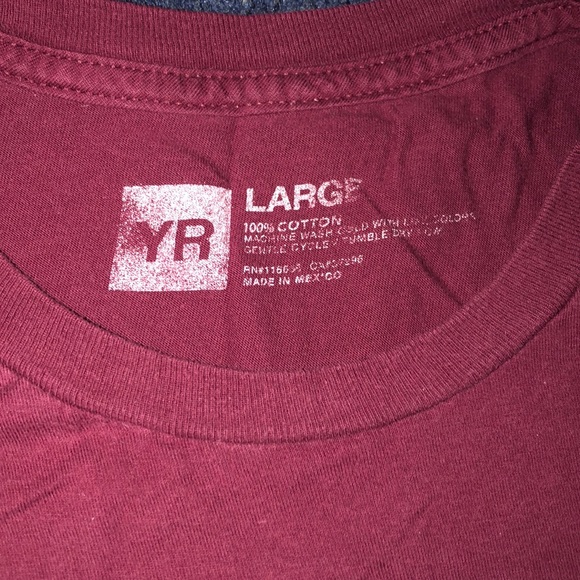 YR
LARGE
100% COTTON
MACHINE WASH COLD WITH LIKE COLORS
GENTLE CYCLE / TUMBLE DRY LOW
MADE IN MEXICO